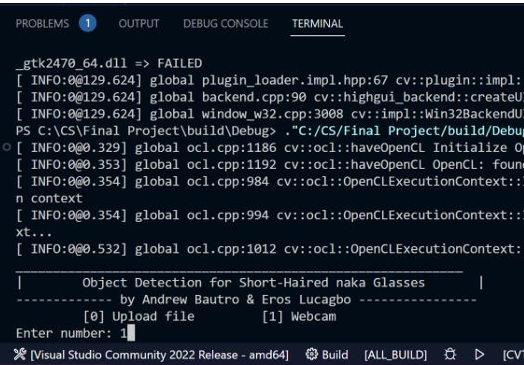 PROBLEMS 1 OUTPUT DEBUG CONSOLE TERMINAL
_gtk2470_64.dll => FAILED
[ INFO:0@129.624] global plugin_loader.impl.hpp:67 cv::plugin::impl:
[ INFO:0@129.624] global backend.cpp:90 cv::highgui_backend::createUI
[ INFO:0@129.624] global window_w32.cpp:3008 cv::impl::Win32BackendUI
PS C:\CS\Final Project\build\Debug> ."C:/CS/Final Project/build/Debug
[ INFO:0@0.329] global ocl.cpp:1186 cv::ocl::haveOpenCL Initialize Op
[ INFO:0@0.353] global ocl.cpp:1192 cv::ocl::haveOpenCL OpenCL: found
[ INFO:0@0.354] global ocl.cpp:984 cv::ocl::OpenCLExecutionContext::
n context
[ INFO:0@0.354] global ocl.cpp:994 cv::ocl::OpenCLExecutionContext::
xt...
[ INFO:0@0.532] global ocl.cpp:1012 cv::ocl::OpenCLExecutionContext:
| Object Detection for Short-Haired naka Glasses |
------------- by Andrew Bautro & Eros Lucagbo ----------------
[0] Upload file [1] Webcam
Enter number: 1
[Visual Studio Community 2022 Release - amd64] Build [ALL_BUILD] [CVT